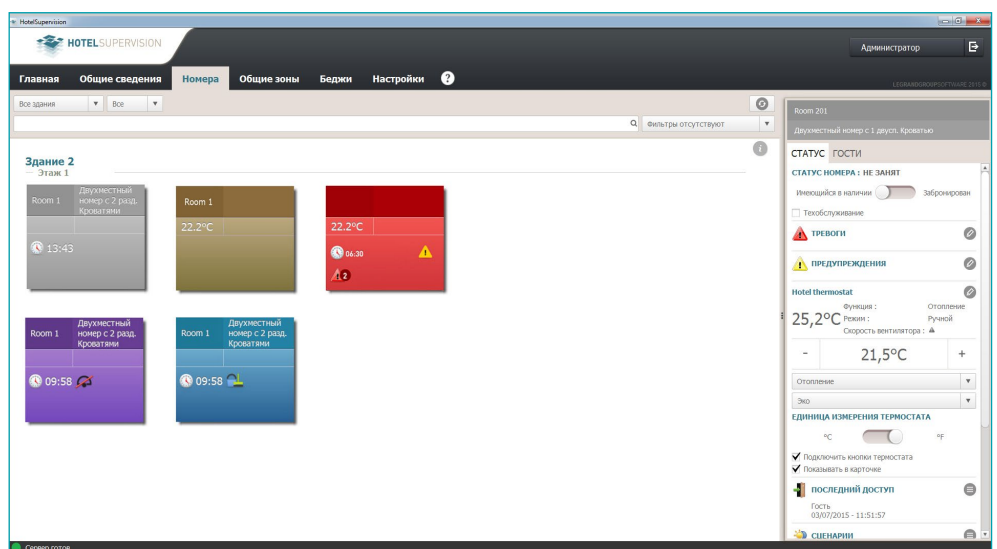 HotelSupervision
HOTELSUPERVISION
Администратор
Главная Общие сведения Номера Общие зоны Беджи Настройки ?
LEGRANDGROUPSOFTWARE 2015 ©
Все здания Все
Фильтры отсутствуют
Здание 2
Этаж 1
Room 1 Двухместный
номер с 2 разд.
Кроватями
13:43
Room 1
22.2°C
22.2°C
06:30
2
Room 1 Двухместный
номер с 2 разд.
Кроватями
09:58
Room 1 Двухместный
номер с 2 разд.
Кроватями
09:58
Room 201
Двухместный номер с 1 двусп. Кроватью
СТАТУС ГОСТИ
СТАТУС НОМЕРА : НЕ ЗАНЯТ
Имеющийся в наличии Забронирован
Техобслуживание
ТРЕВОГИ
ПРЕДУПРЕЖДЕНИЯ
Hotel thermostat
25,2°C
Функция : Отопление
Режим : Ручной
Скорость вентилятора : A
- 21,5°C +
Отопление
Эко
ЕДИНИЦА ИЗМЕРЕНИЯ ТЕРМОСТАТА
°C °F
Подключить кнопки термостата
Показывать в карточке
ПОСЛЕДНИЙ ДОСТУП
Гость
03/07/2015 - 11:51:57
СЦЕНАРИИ
Сервер готов